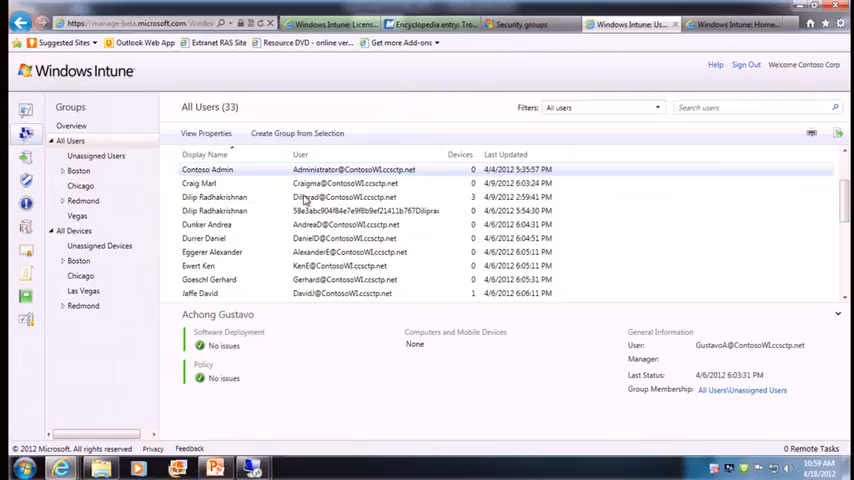 https://manage-beta.microsoft.com/Windows
Windows Intune: Licens...
Encyclopedia entry: Tro...
Security groups
Windows Intune: Us...
Windows Intune: Home...
Suggested Sites
Outlook Web App
Extranet RAS Site
Resource DVD - online ver...
Get more Add-ons
Windows Intune
Help
Sign Out
Welcome Contoso Corp
Groups
All Users (33)
Filters:
All users
Search users
Overview
All Users
Unassigned Users
Boston
Chicago
Redmond
Vegas
All Devices
Unassigned Devices
Boston
Chicago
Las Vegas
Redmond
View Properties
Create Group from Selection
Display Name User Devices Last Updated
Contoso Admin Administrator@ContosoWI.ccsctp.net 0 4/4/2012 5:35:57 PM
Craig Marl Craigma@ContosoWI.ccsctp.net 0 4/9/2012 6:03:24 PM
Dilip Radhakrishnan Diliprad@ContosoWI.ccsctp.net 3 4/9/2012 2:59:41 PM
Dilip Radhakrishnan 0 4/6/2012 5:54:30 PM
Dunker Andrea AndreaD@ContosoWI.ccsctp.net 0 4/6/2012 6:04:31 PM
Durrer Daniel DanielD@ContosoWI.ccsctp.net 0 4/6/2012 6:04:51 PM
Eggerer Alexander AlexanderE@ContosoWI.ccsctp.net 0 4/6/2012 6:05:11 PM
Ewert Ken KenE@ContosoWI.ccsctp.net 0 4/6/2012 6:05:13 PM
Goeschl Gerhard Gerhard@ContosoWI.ccsctp.net 0 4/6/2012 6:05:31 PM
Jaffe David DavidJ@ContosoWI.ccsctp.net 1 4/6/2012 6:06:11 PM
Achong Gustavo
Software Deployment
No issues
Policy
No issues
Computers and Mobile Devices
None
General Information
User: GustavoA@ContosoWI.ccsctp.net
Manager:
Last Status: 4/6/2012 6:03:31 PM
Group Membership: All Users\Unassigned Users
© 2012 Microsoft. All rights reserved
Privacy
Feedback
0 Remote Tasks
10:59 AM
4/18/2012